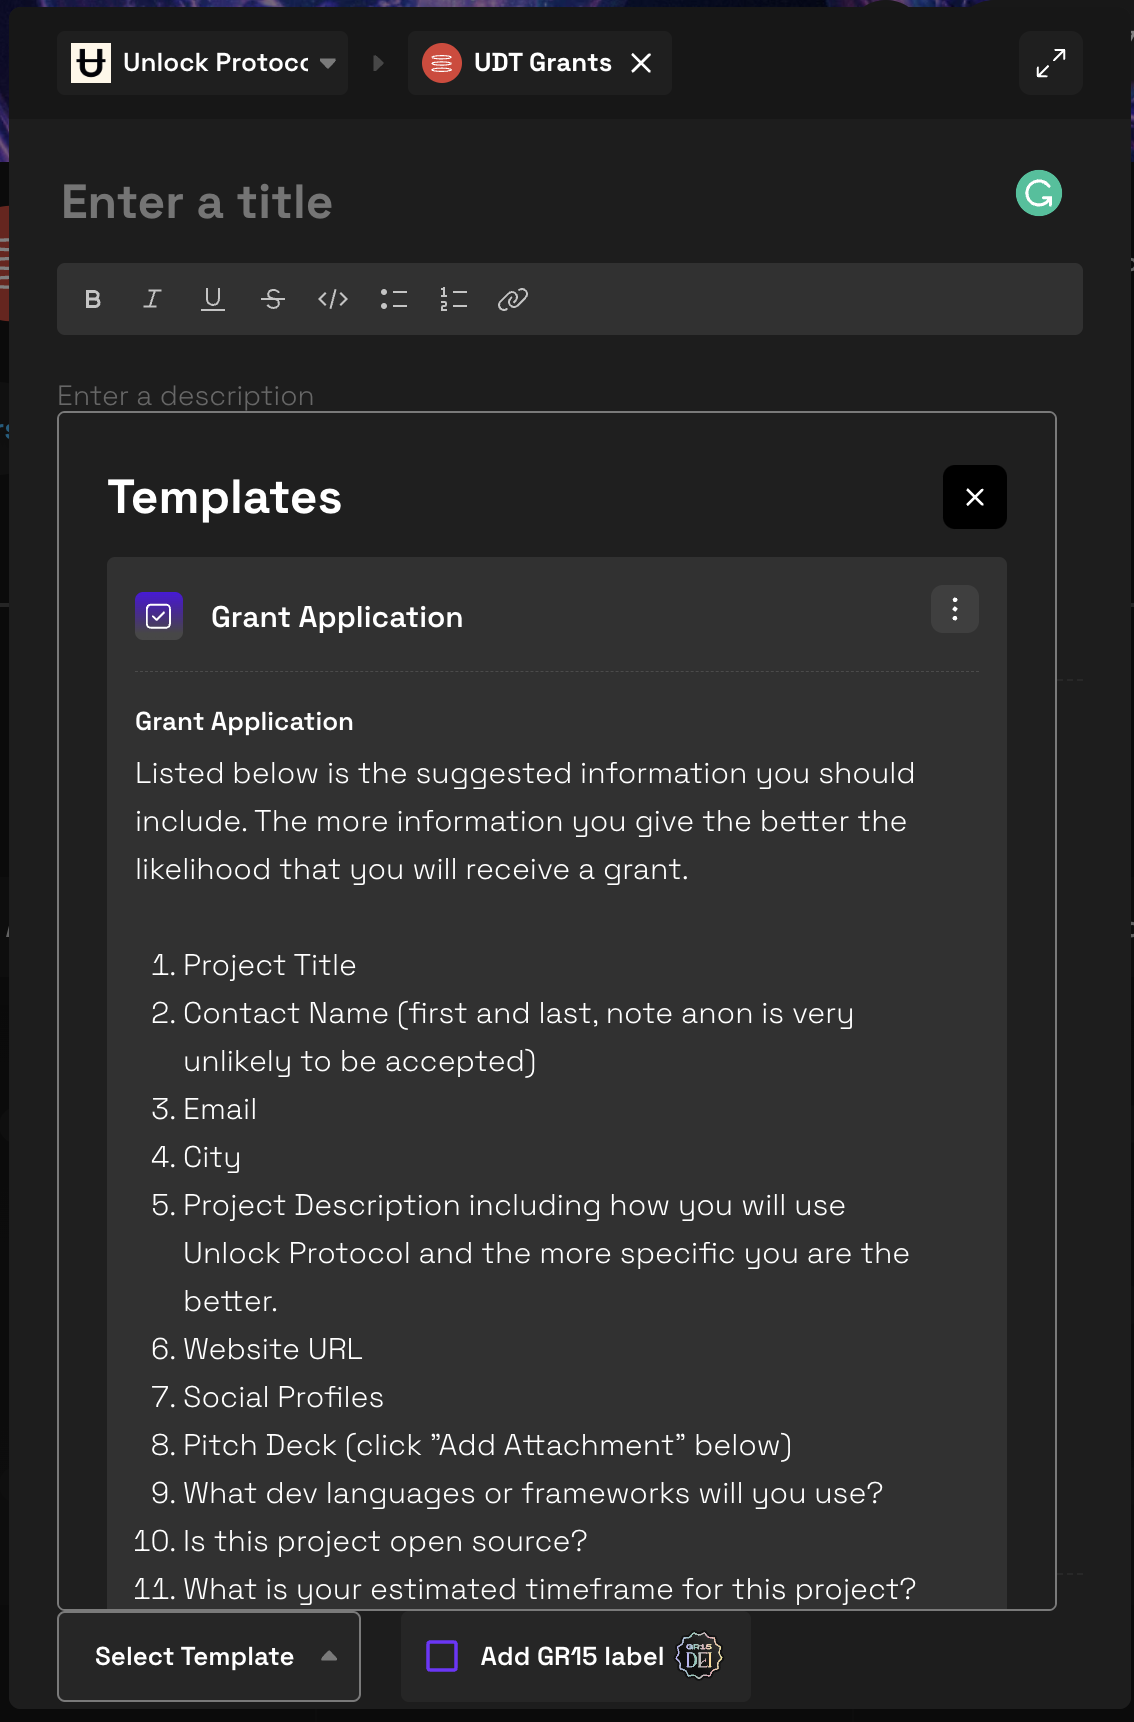 Unlock Protoc
UDT Grants
Enter a title
B I U S </>
Enter a description
Templates
Grant Application
Grant Application
Listed below is the suggested information you should
include. The more information you give the better the
likelihood that you will receive a grant.
1. Project Title
2. Contact Name (first and last, note anon is very
unlikely to be accepted)
3. Email
4. City
5. Project Description including how you will use
Unlock Protocol and the more specific you are the
better.
6. Website URL
7. Social Profiles
8. Pitch Deck (click "Add Attachment" below)
9. What dev languages or frameworks will you use?
10. Is this project open source?
11. What is your estimated timeframe for this project?
Select Template
Add GR15 label
GR15
DEI